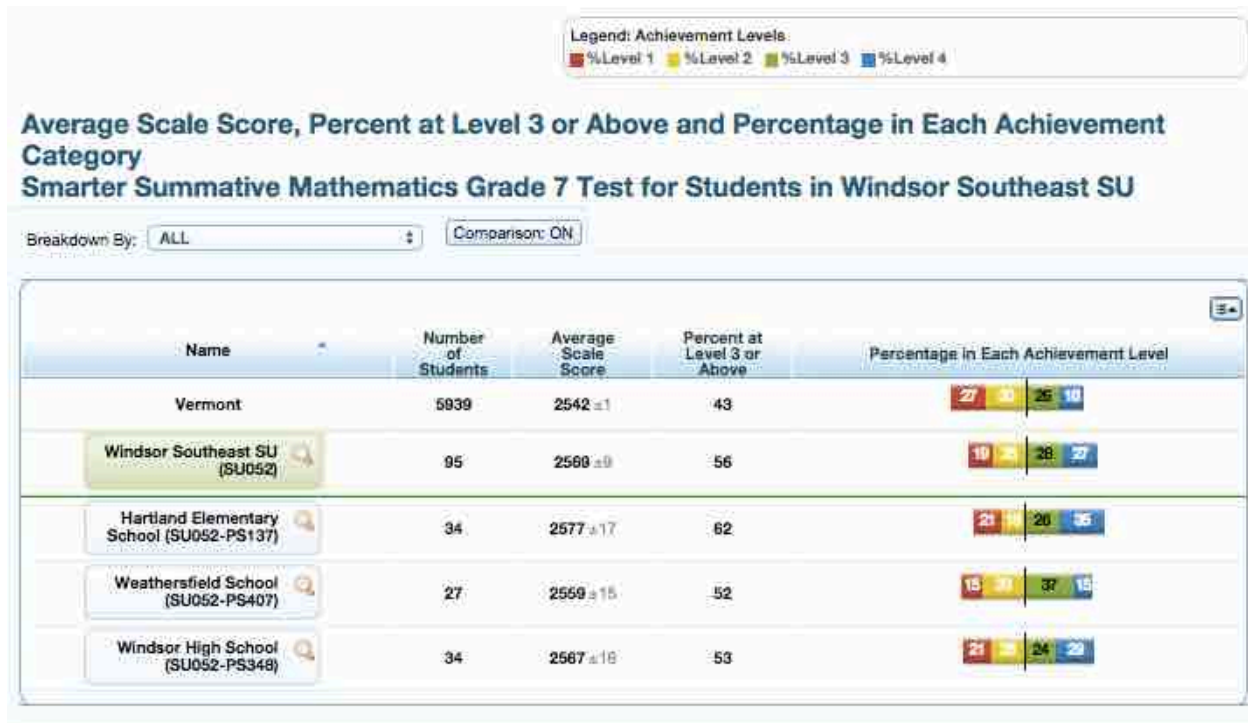 Legend: Achievement Levels
%Level 1 %Level 2 %Level 3 %Level 4
Average Scale Score, Percent at Level 3 or Above and Percentage in Each Achievement
Category
Smarter Summative Mathematics Grade 7 Test for Students in Windsor Southeast SU
Breakdown By: ALL Comparison: ON
Name
Number of Students
Average Scale Score
Percent at Level 3 or Above
Percentage in Each Achievement Level
Vermont 5939 2542 ±1 43 27 26
Windsor Southeast SU
(SU052)
95 2569 ±9 56 19 28 27
Hartland Elementary
School (SU052-PS137)
34 2577 ±17 62 21 26 35
Weathersfield School
(SU052-PS407)
27 2559 ±15 52 15 37 15
Windsor High School
(SU052-PS348)
34 2567 53 21 24 29